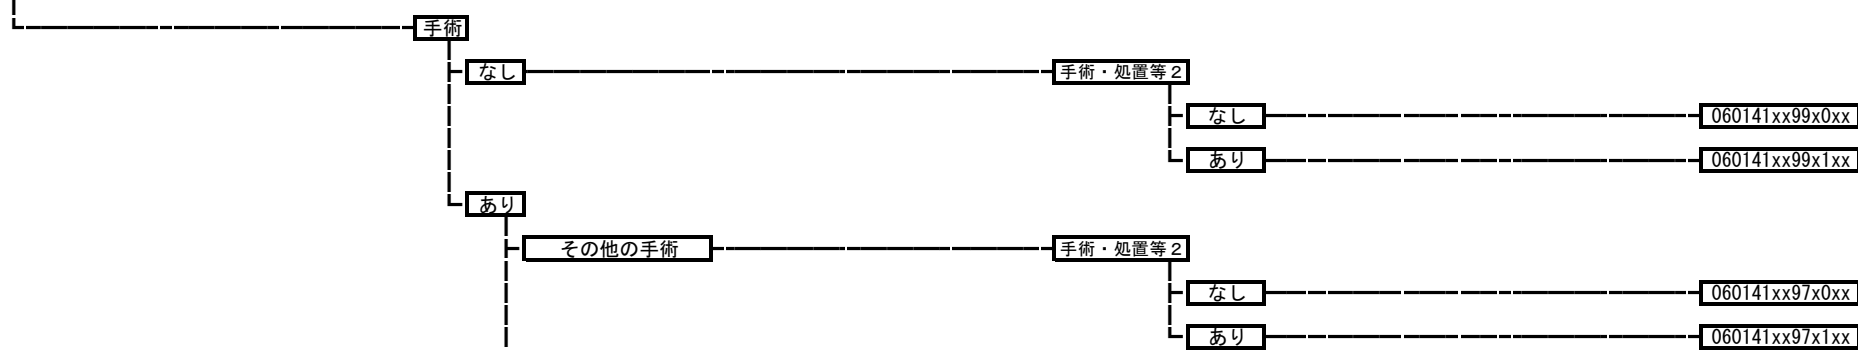 手術
なし 手術・処置等２
なし 060141xx99x0xx
あり 060141xx99x1xx
あり
その他の手術 手術・処置等２
なし 060141xx97x0xx
あり 060141xx97x1xx